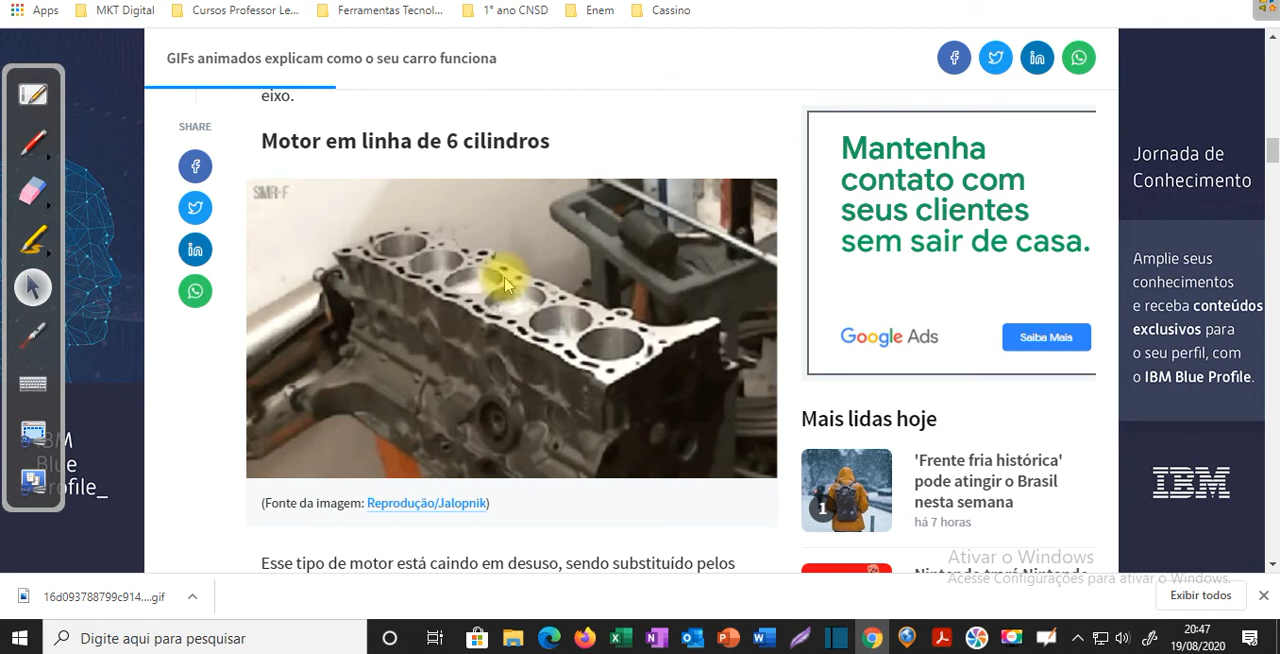 Apps
MKT Digital
Cursos Professor Le...
Ferramentas Tecnol...
1° ano CNSD
Enem
Cassino
GIFs animados explicam como o seu carro funciona
eixo.
SHARE
Motor em linha de 6 cilindros
(Fonte da imagem: Reprodução/Jalopnik)
Esse tipo de motor está caindo em desuso, sendo substituído pelos
Mantenha
contato com
seus clientes
sem sair de casa.
Google Ads
Saiba Mais
Mais lidas hoje
1
'Frente fria histórica'
pode atingir o Brasil
nesta semana
há 7 horas
Jornada de
Conhecimento
Amplie seus
conhecimentos
e receba conteúdos
exclusivos para
o seu perfil, com
o IBM Blue Profile.
IBM
IBM
Blue
Profile_
Ativar o Windows
Acesse Configurações para ativar o Windows.
16d093788799c914....gif
Exibir todos
Digite aqui para pesquisar
20:47
19/08/2020